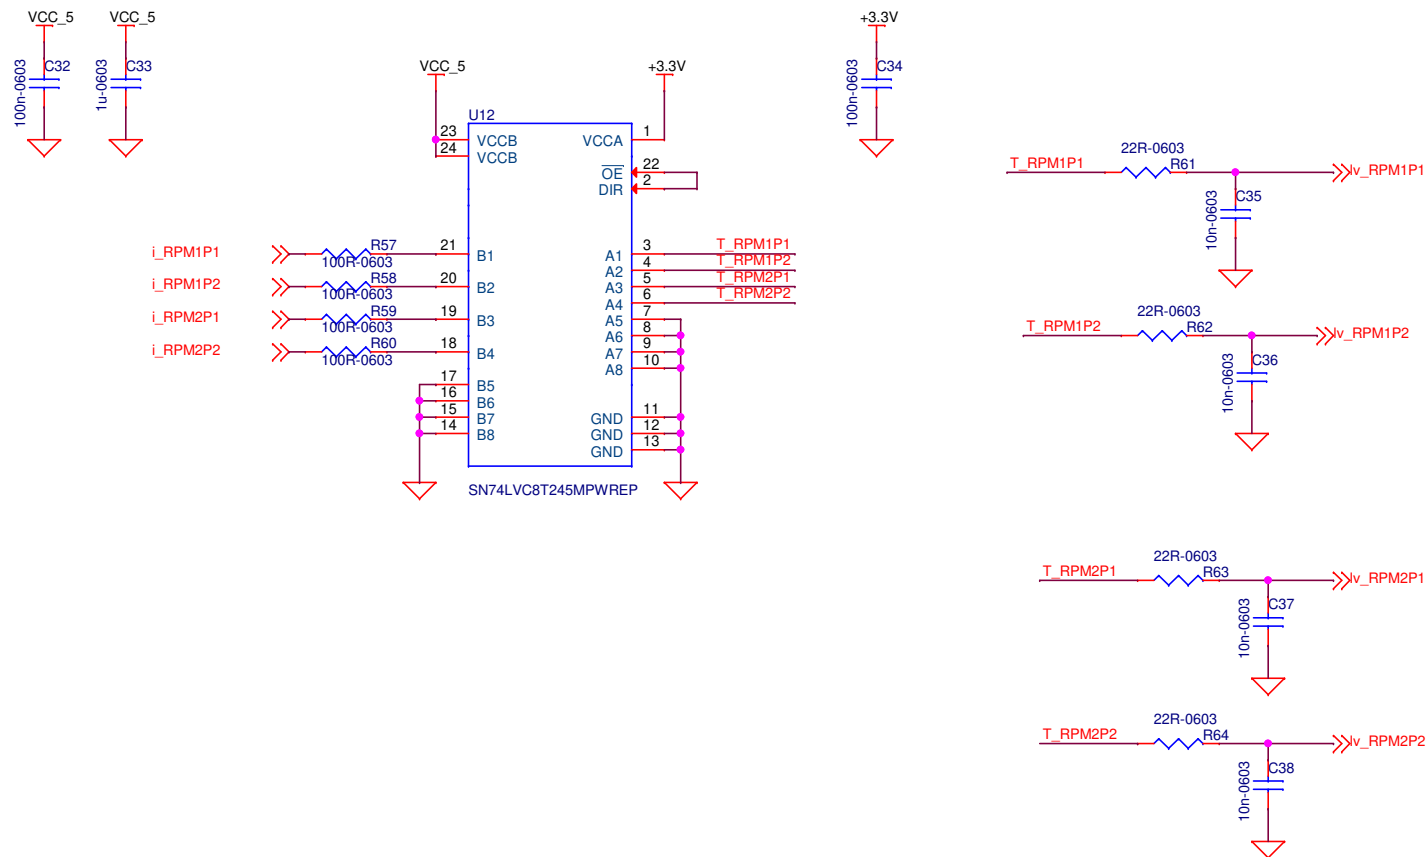 VCC_5
VCC_5
+3.3V
C32
100n-0603
C33
1u-0603
VCC_5
+3.3V
C34
100n-0603
U12
23
VCCB
24
VCCB
1
VCCA
22
OE
2
DIR
i_RPM1P1
R57
100R-0603
21
B1
i_RPM1P2
R58
100R-0603
20
B2
i_RPM2P1
R59
100R-0603
19
B3
i_RPM2P2
R60
100R-0603
18
B4
17
B5
16
B6
15
B7
14
B8
3
A1
T_RPM1P1
4
A2
T_RPM1P2
5
A3
T_RPM2P1
6
A4
T_RPM2P2
7
A5
8
A6
9
A7
10
A8
11
GND
12
GND
13
GND
SN74LVC8T245MPWREP
T_RPM1P1
22R-0603
R61
lv_RPM1P1
C35
10n-0603
T_RPM1P2
22R-0603
R62
lv_RPM1P2
C36
10n-0603
T_RPM2P1
22R-0603
R63
lv_RPM2P1
C37
10n-0603
T_RPM2P2
22R-0603
R64
lv_RPM2P2
C38
10n-0603